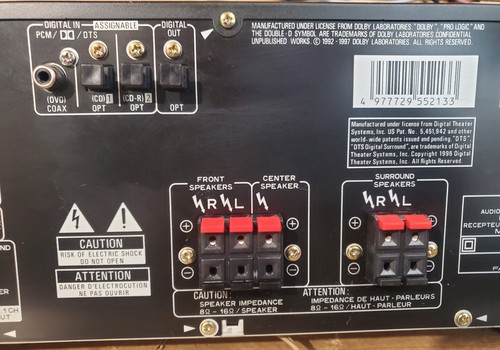 DIGITAL IN
ASSIGNABLE
DIGITAL OUT
PCM/ DD / DTS
(DVD)
COAX
(CD) 1
OPT
(CD-R) 2
OPT
OPT
MANUFACTURED UNDER LICENSE FROM DOLBY LABORATORIES. "DOLBY", "PRO LOGIC" AND
THE DOUBLE-D SYMBOL ARE TRADEMARKS OF DOLBY LABORATORIES. CONFIDENTIAL
UNPUBLISHED WORKS. © 1992-1997 DOLBY LABORATORIES. ALL RIGHTS RESERVED.
4 977729 552133
Manufactured under license from Digital Theater
Systems, Inc. US Pat. No. 5,451,942 and other
world-wide patents issued and pending. "DTS",
"DTS Digital Surround", are trademarks of Digital
Theater Systems, Inc. Copyright 1996 Digital
Theater Systems, Inc. All Rights Reserved.
FRONT
SPEAKERS
R L
CENTER
SPEAKER
SURROUND
SPEAKERS
R L
+
−
CAUTION
RISK OF ELECTRIC SHOCK
DO NOT OPEN
ATTENTION
DANGER D'ELECTROCUTION
NE PAS OUVRIR
CAUTION:
SPEAKER IMPEDANCE
8Ω - 16Ω / SPEAKER
ATTENTION:
IMPEDANCE DE HAUT-PARLEURS
8Ω - 16Ω / HAUT-PARLEUR